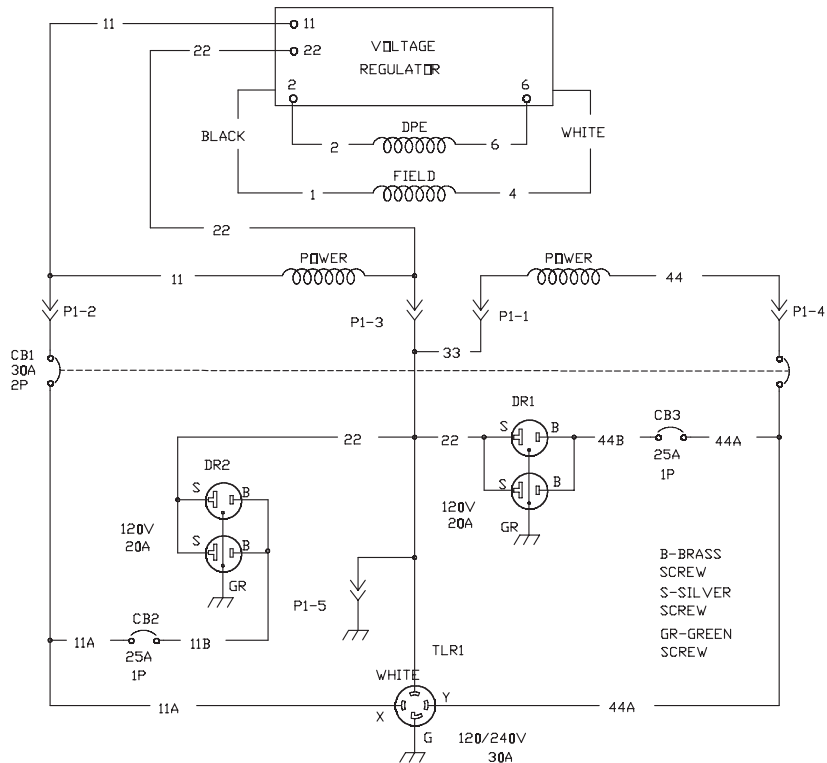 11
11
22
22
VOLTAGE
REGULATOR
2
6
BLACK
WHITE
DPE
2
6
FIELD
1
4
22
POWER
POWER
11
44
P1-2
P1-3
P1-1
P1-4
33
CB1
30A
2P
DR1
CB3
S
B
22
22
44B
44A
25A
1P
DR2
S
B
S
B
120V
20A
GR
120V
20A
S
B
GR
B-BRASS
SCREW
S-SILVER
SCREW
GR-GREEN
SCREW
P1-5
CB2
11A
11B
25A
1P
TLR1
WHITE
X
Y
11A
44A
G
120/240V
30A